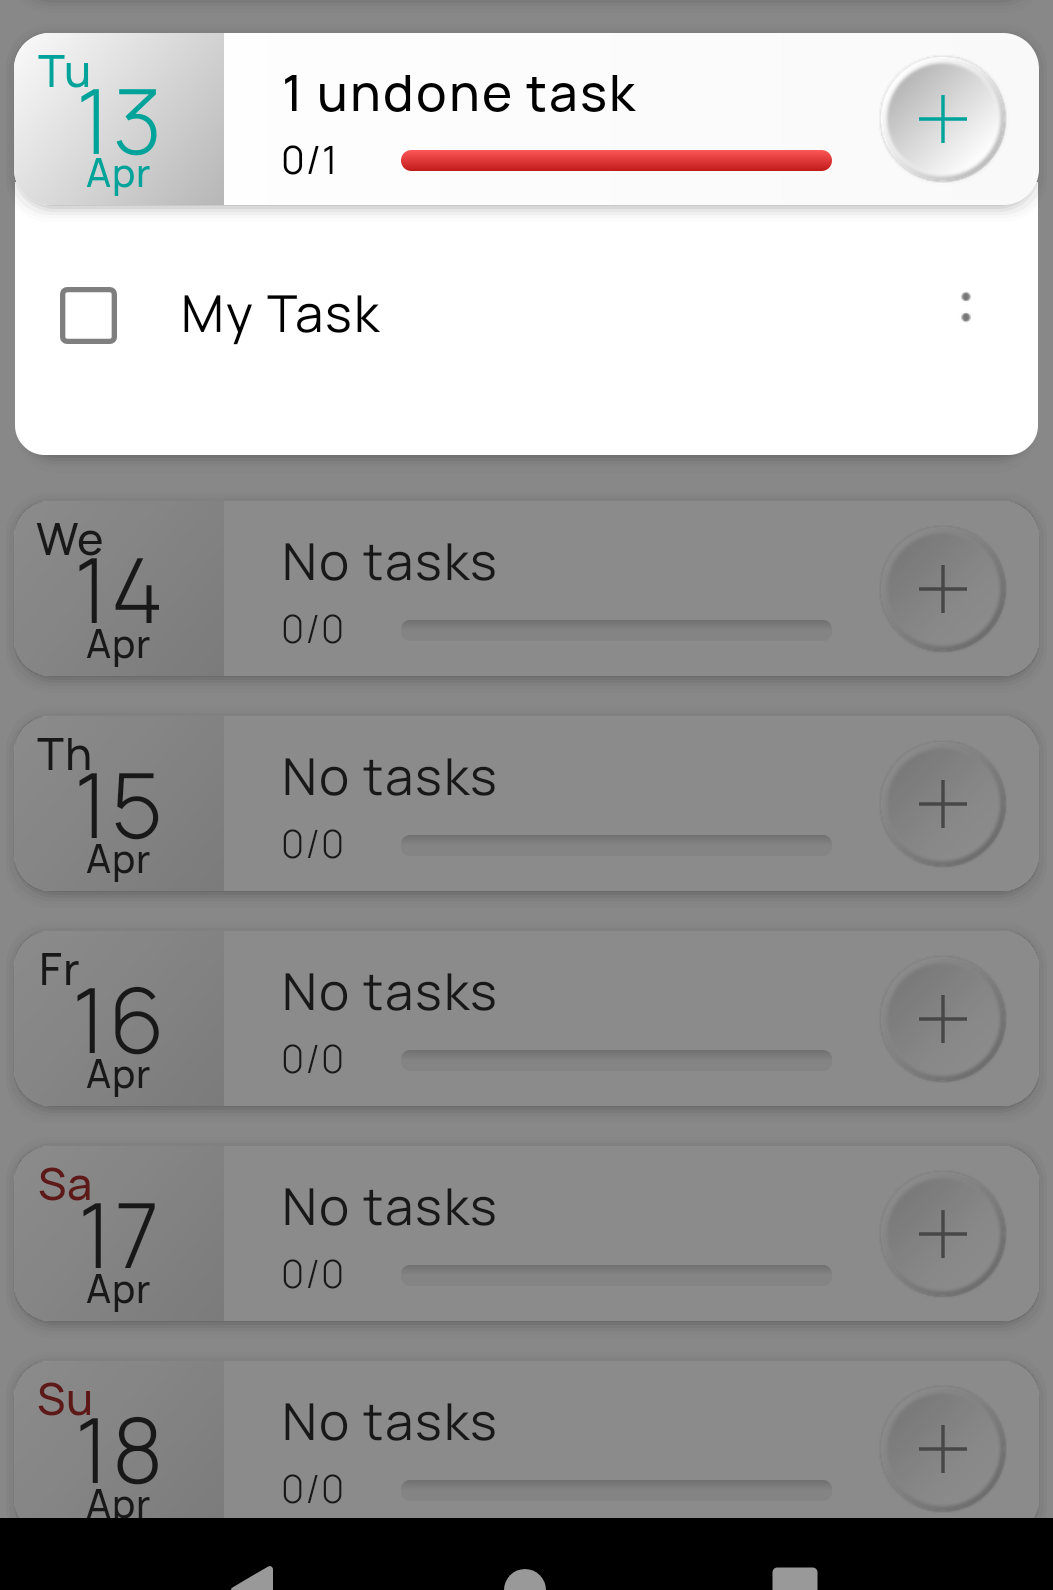 Tu
13
Apr
1 undone task
0/1
My Task
We
14
Apr
No tasks
0/0
Th
15
Apr
No tasks
0/0
Fr
16
Apr
No tasks
0/0
Sa
17
Apr
No tasks
0/0
Su
18
Apr
No tasks
0/0